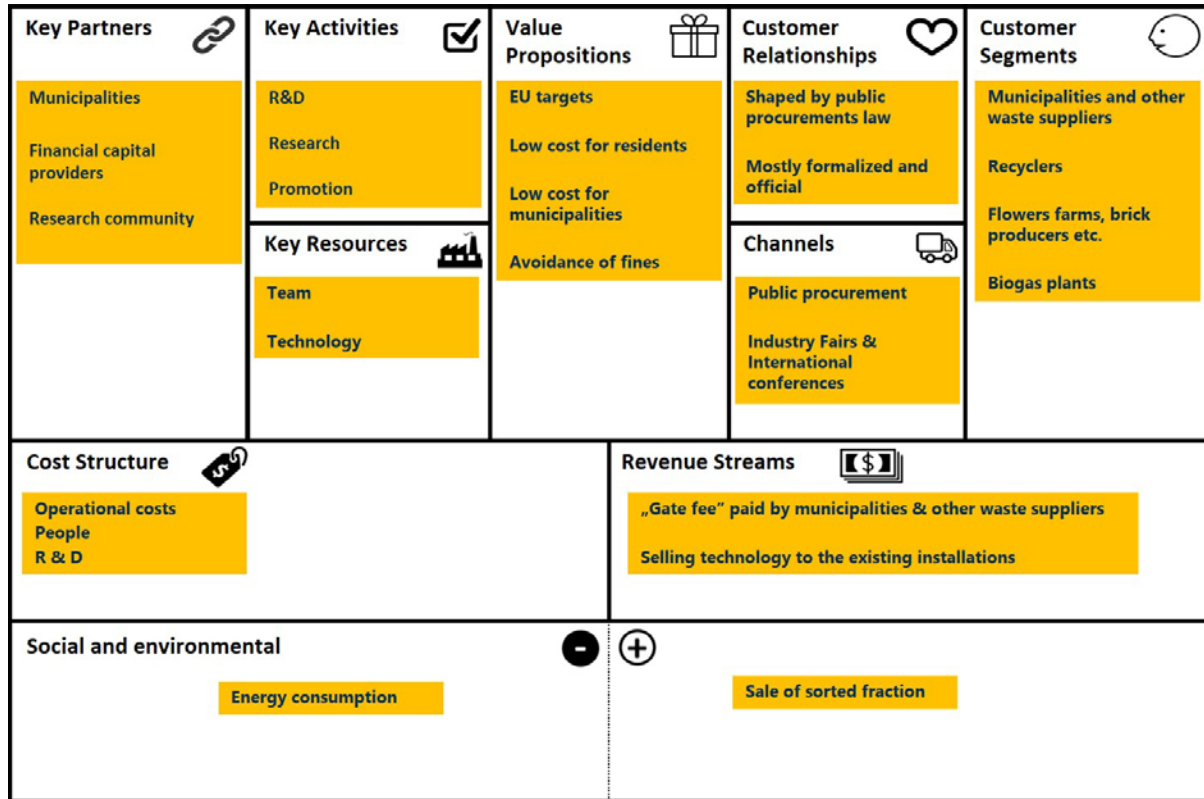 Key Partners
Municipalities
Financial capital
providers
Research community
Key Activities
R&D
Research
Promotion
Key Resources
Team
Technology
Value
Propositions
EU targets
Low cost for residents
Low cost for
municipalities
Avoidance of fines
Customer
Relationships
Shaped by public
procurements law
Mostly formalized and
official
Channels
Public procurement
Industry Fairs &
International
conferences
Customer
Segments
Municipalities and other
waste suppliers
Recyclers
Flowers farms, brick
producers etc.
Biogas plants
Cost Structure
$
Operational costs
People
R & D
Revenue Streams
$
„Gate fee” paid by municipalities & other waste suppliers
Selling technology to the existing installations
Social and environmental
-
+
Energy consumption
Sale of sorted fraction